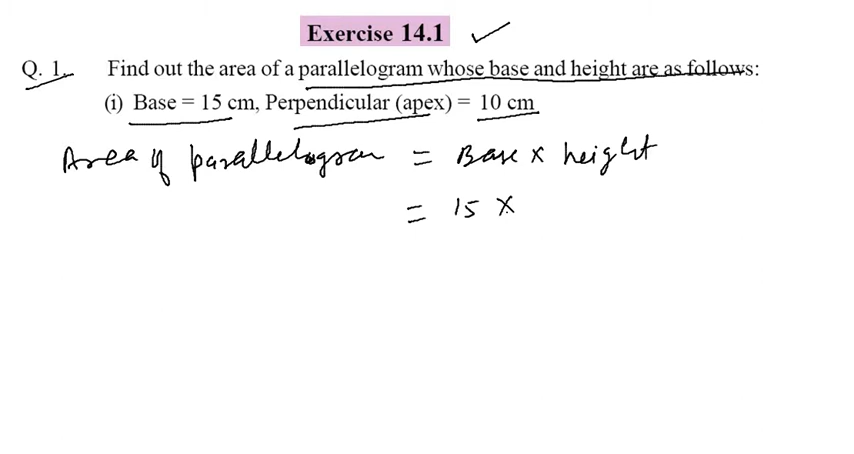 Exercise 14.1
Q. 1. Find out the area of a parallelogram whose base and height are as follows:
(i) Base = 15 cm, Perpendicular (apex) = 10 cm
Area of parallelogram = Base × height
= 15 ×